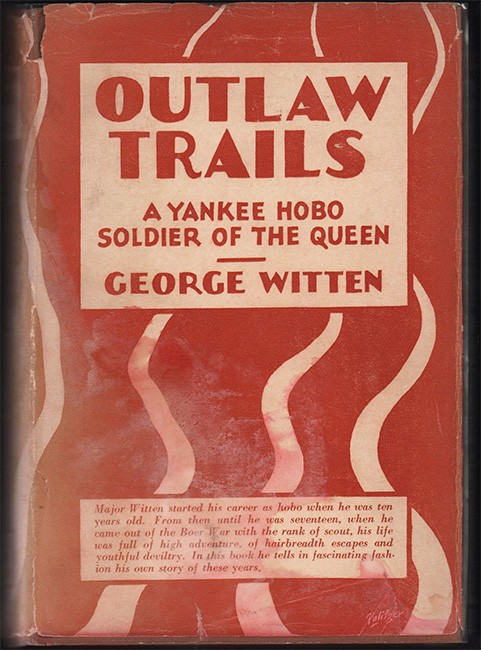 OUTLAW
TRAILS
A YANKEE HOBO
SOLDIER OF THE QUEEN
GEORGE WITTEN
Major Witten started his career as hobo when he was ten
years old. From then until he was seventeen, when he
came out of the Boer War with the rank of scout, his life
was full of high adventure, of hairbreadth escapes and
youthful deviltry. In this book he tells in fascinating fash-
ion his own story of these years.